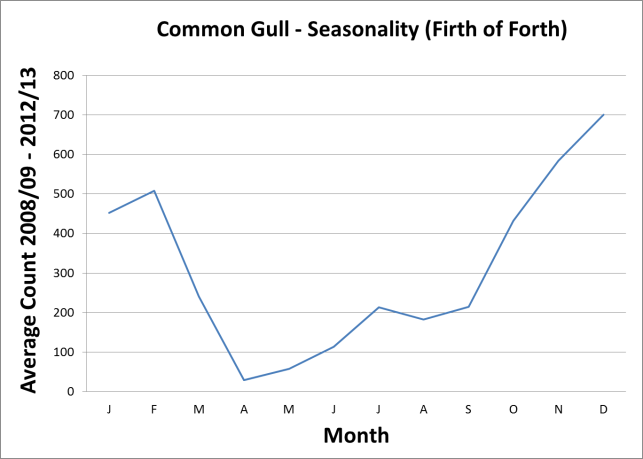 Common Gull - Seasonality (Firth of Forth)
Average Count 2008/09 - 2012/13
800
700
600
500
400
300
200
100
0
J F M A M J J A S O N D
Month